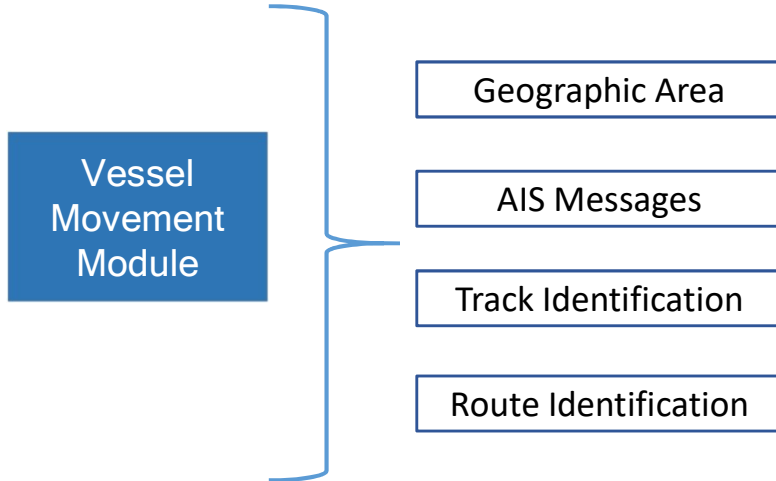 Vessel
Movement
Module
Geographic Area
AIS Messages
Track Identification
Route Identification